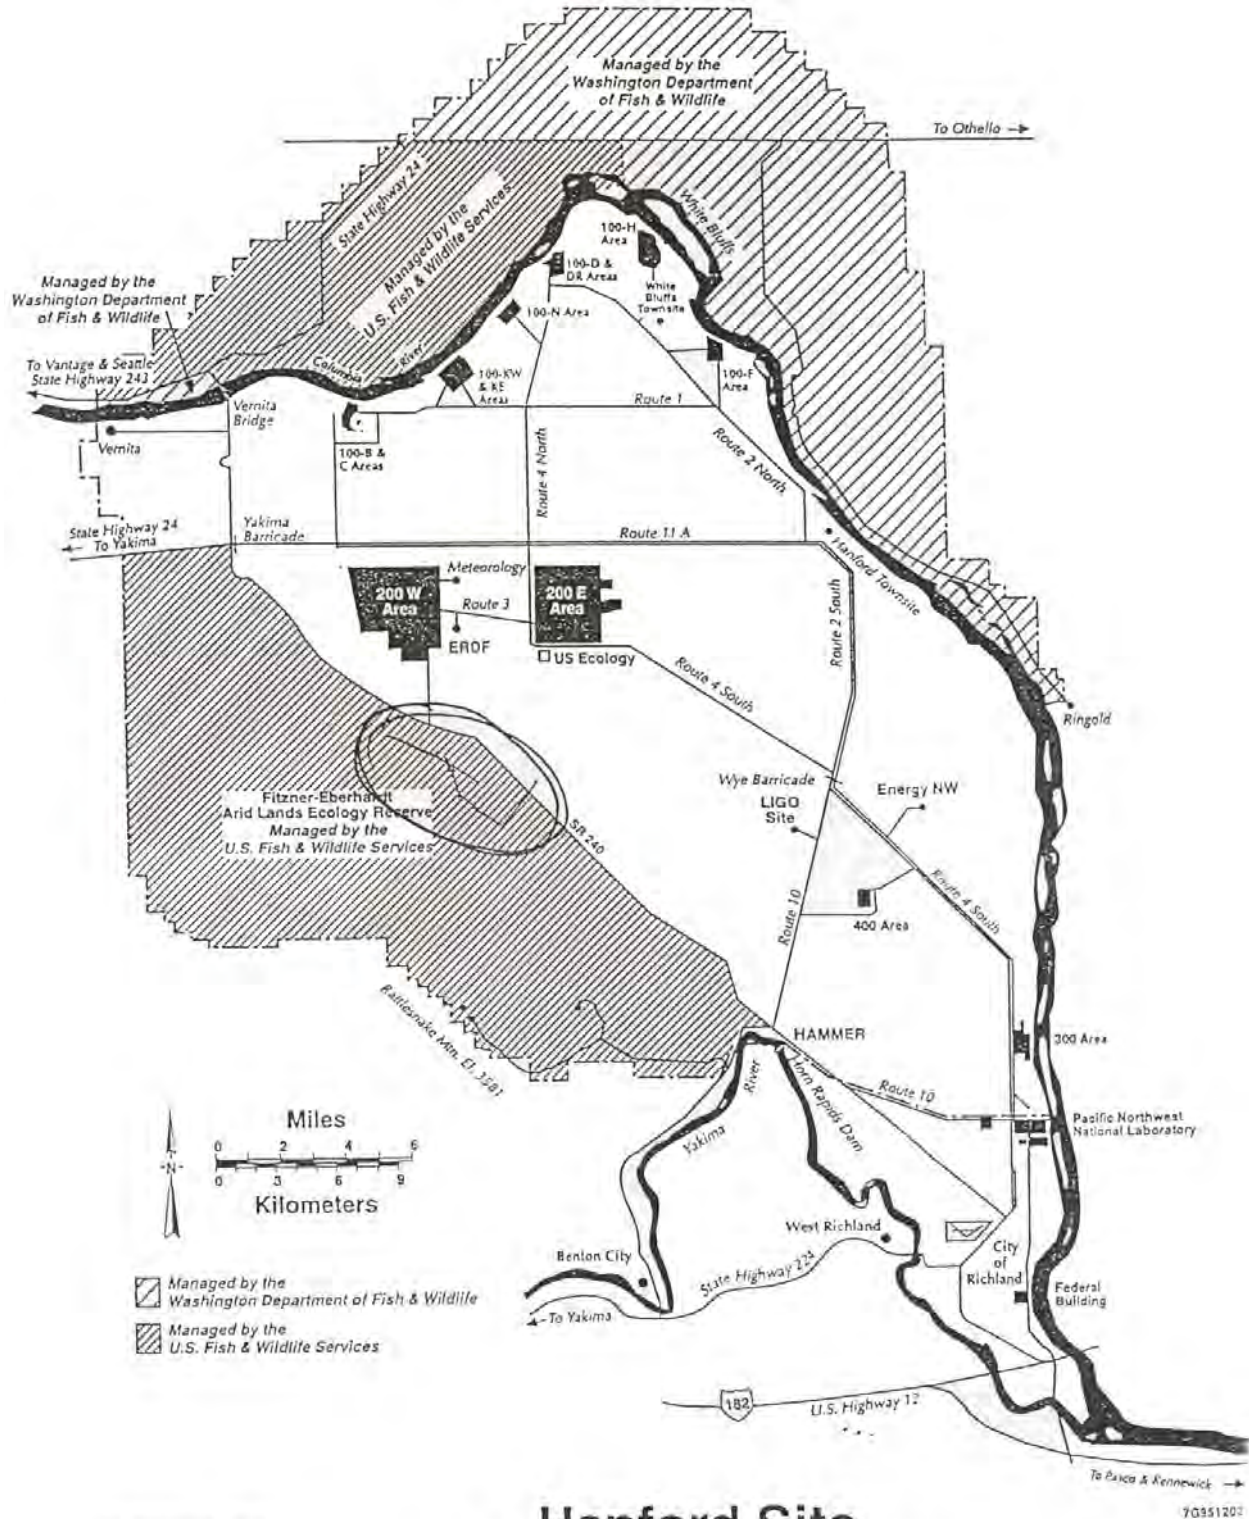 Managed by the
Washington Department
of Fish & Wildlife
To Othello
State Highway 24
Managed by the
U.S. Fish & Wildlife Services
White Bluffs
100-H
Area
100-D &
DR Areas
White
Bluffs
Townsite
Managed by the
Washington Department
of Fish & Wildlife
100-N Area
To Vantage & Seattle
State Highway 243
Columbia
River
100-KW
& KE
Areas
100-F
Area
Vernita
Bridge
Route 1
Vernita
100-B &
C Areas
Route 4 North
Route 2 North
State Highway 24
To Yakima
Yakima
Barricade
Route 11 A
Hanford Townsite
Meteorology
200 W
Area
200 E
Area
Route 3
EROF
US Ecology
Route 2 South
Route 4 South
Ringold
Wye Barricade
Energy NW
LIGO
Site
Fitzner-Eberhardt
Arid Lands Ecology Reserve
Managed by the
U.S. Fish & Wildlife Services
SR 240
Route 10
400 Area
Route 4 South
Rattlesnake Mtn. El. 3581
HAMMER
300 Area
River
Yakima
Horn Rapids Dam
Route 10
Pacific Northwest
National Laboratory
Miles
0 2 4 6
N
0 3 6 9
Kilometers
West Richland
City
of
Richland
Benton City
State Highway 224
Federal
Building
To Yakima
Managed by the
Washington Department of Fish & Wildlife
Managed by the
U.S. Fish & Wildlife Services
182
U.S. Highway 12
To Pasco & Kennewick
7G951202
Hanford Site